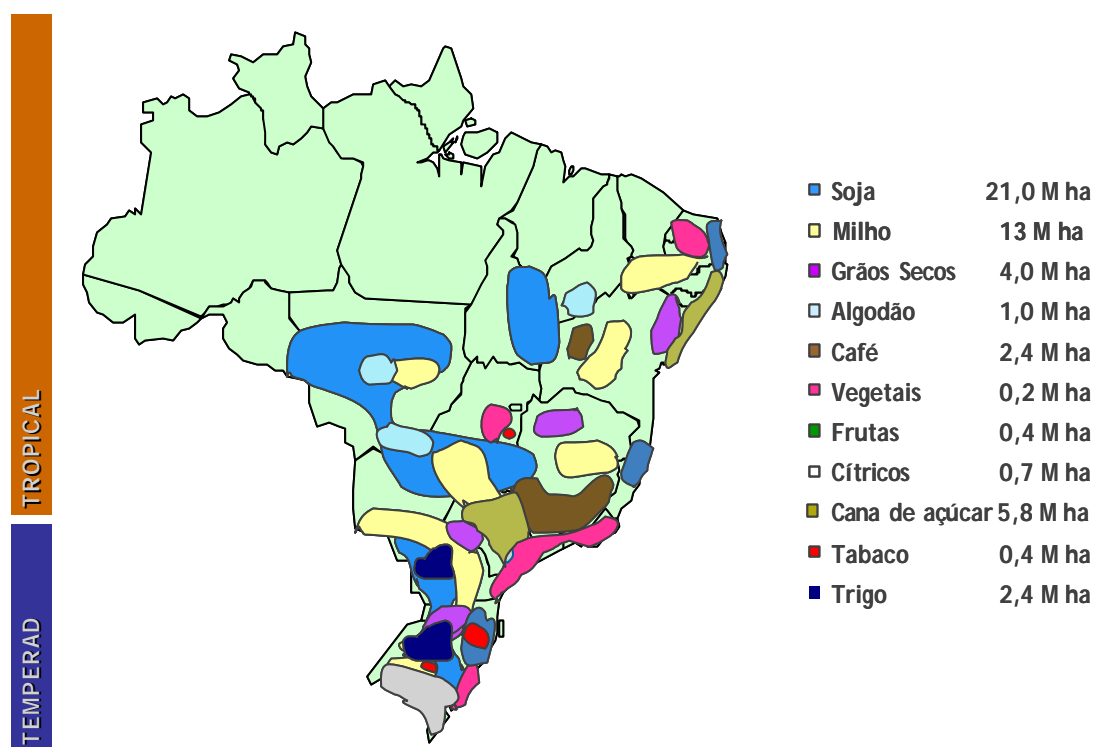 TROPICAL
TEMPERAD
Soja 21,0 M ha
Milho 13 M ha
Grãos Secos 4,0 M ha
Algodão 1,0 M ha
Café 2,4 M ha
Vegetais 0,2 M ha
Frutas 0,4 M ha
Cítricos 0,7 M ha
Cana de açúcar 5,8 M ha
Tabaco 0,4 M ha
Trigo 2,4 M ha